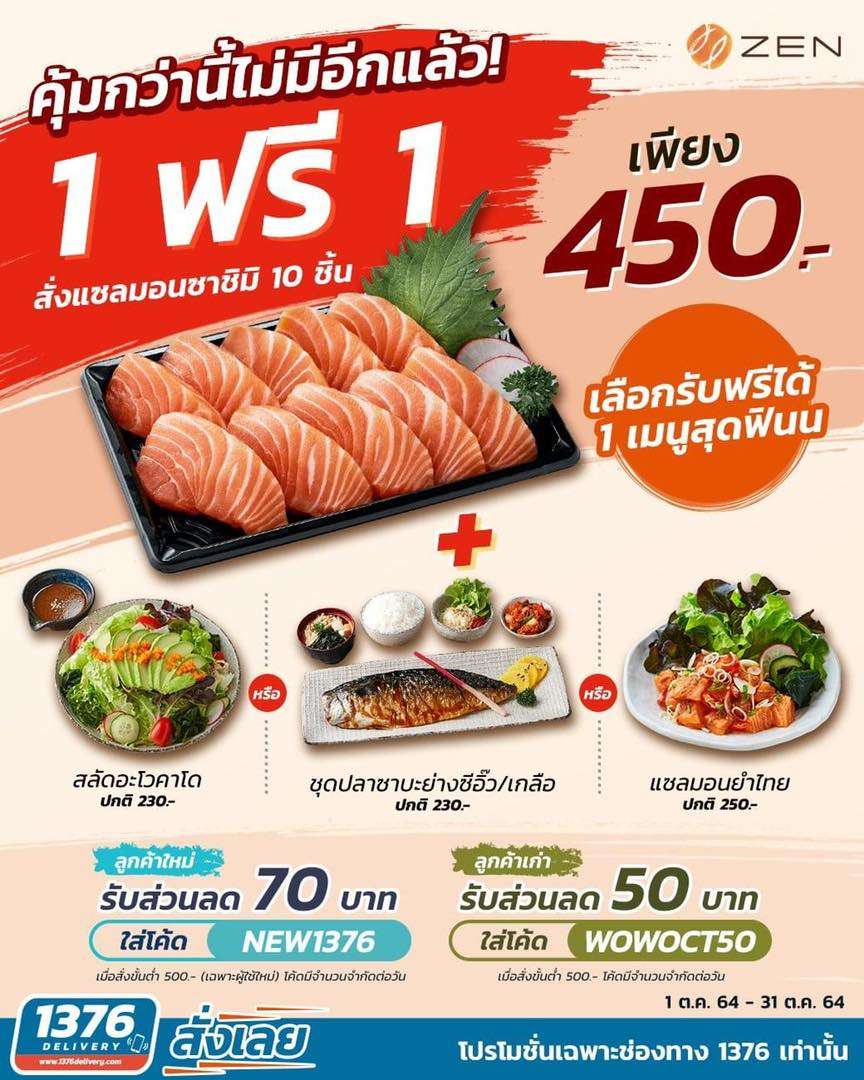 ZEN
คุ้มกว่านี้ไม่มีอีกแล้ว!
1 ฟรี 1
สั่งแซลมอนซาชิมิ 10 ชิ้น
เพียง
450.-
เลือกรับฟรีได้
1 เมนูสุดฟินน
+
หรือ
หรือ
สลัดอะโวคาโด
ปกติ 230.-
ชุดปลาซาบะย่างซีอิ๊ว/เกลือ
ปกติ 230.-
แซลมอนยำไทย
ปกติ 250.-
ลูกค้าใหม่
รับส่วนลด 70 บาท
ใส่โค้ด NEW1376
เมื่อสั่งขั้นต่ำ 500.- (เฉพาะผู้ใช้ใหม่) โค้ดมีจำนวนจำกัดต่อวัน
ลูกค้าเก่า
รับส่วนลด 50 บาท
ใส่โค้ด WOWOCT50
เมื่อสั่งขั้นต่ำ 500.- โค้ดมีจำนวนจำกัดต่อวัน
1 ต.ค. 64 - 31 ต.ค. 64
1376
DELIVERY
www.1376delivery.com
สั่งเลย
โปรโมชั่นเฉพาะช่องทาง 1376 เท่านั้น